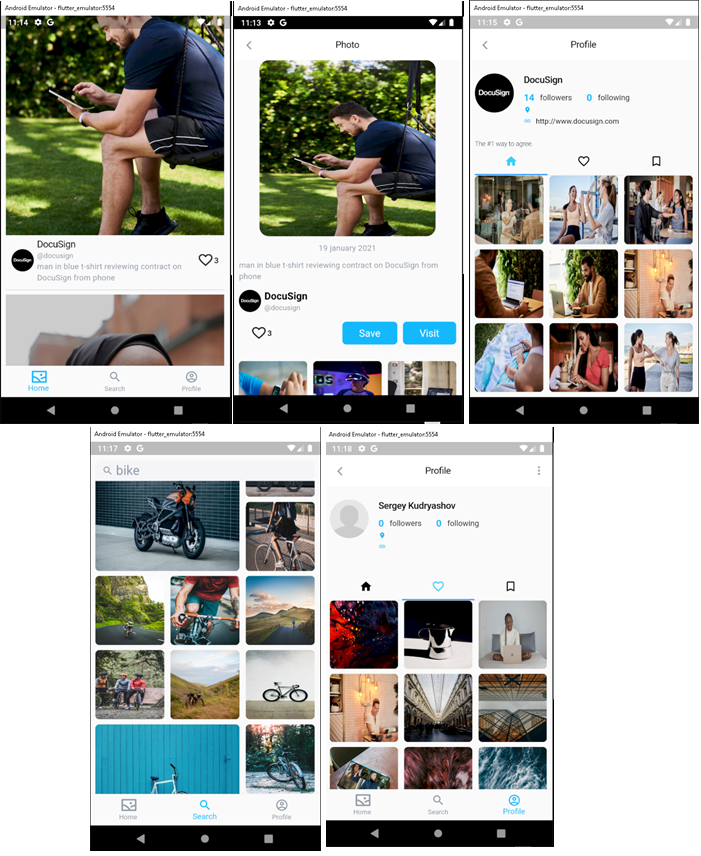 Android Emulator - flutter_emulator:5554
11:14
DocuSign
DocuSign
@docusign
man in blue t-shirt reviewing contract on
DocuSign from phone
3
Home
Search
Profile
Android Emulator - flutter_emulator:5554
11:13
Photo
19 january 2021
man in blue t-shirt reviewing contract on DocuSign from
phone
DocuSign
DocuSign
@docusign
3
Save
Visit
Android Emulator - flutter_emulator:5554
11:15
Profile
DocuSign
DocuSign
14 followers 0 following
http://www.docusign.com
The #1 way to agree.
Android Emulator - flutter_emulator:5554
11:17
bike
Home
Search
Profile
Android Emulator - flutter_emulator:5554
11:18
Profile
Sergey Kudryashov
0 followers 0 following
Home
Search
Profile